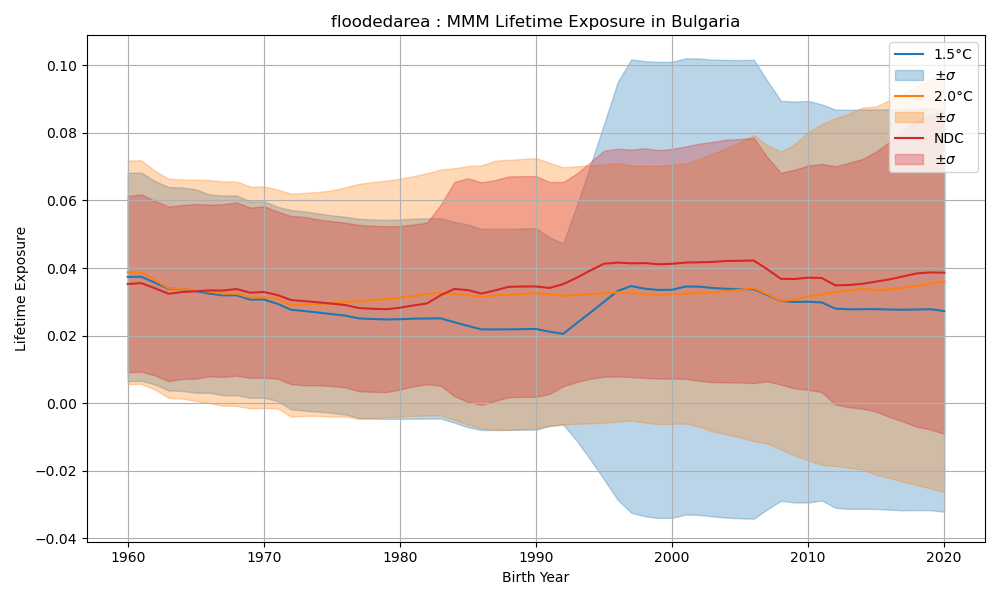 floodedarea : MMM Lifetime Exposure in Bulgaria
1.5°C
±σ
2.0°C
±σ
NDC
±σ
Lifetime Exposure
0.10
0.08
0.06
0.04
0.02
0.00
−0.02
−0.04
1960 1970 1980 1990 2000 2010 2020
Birth Year